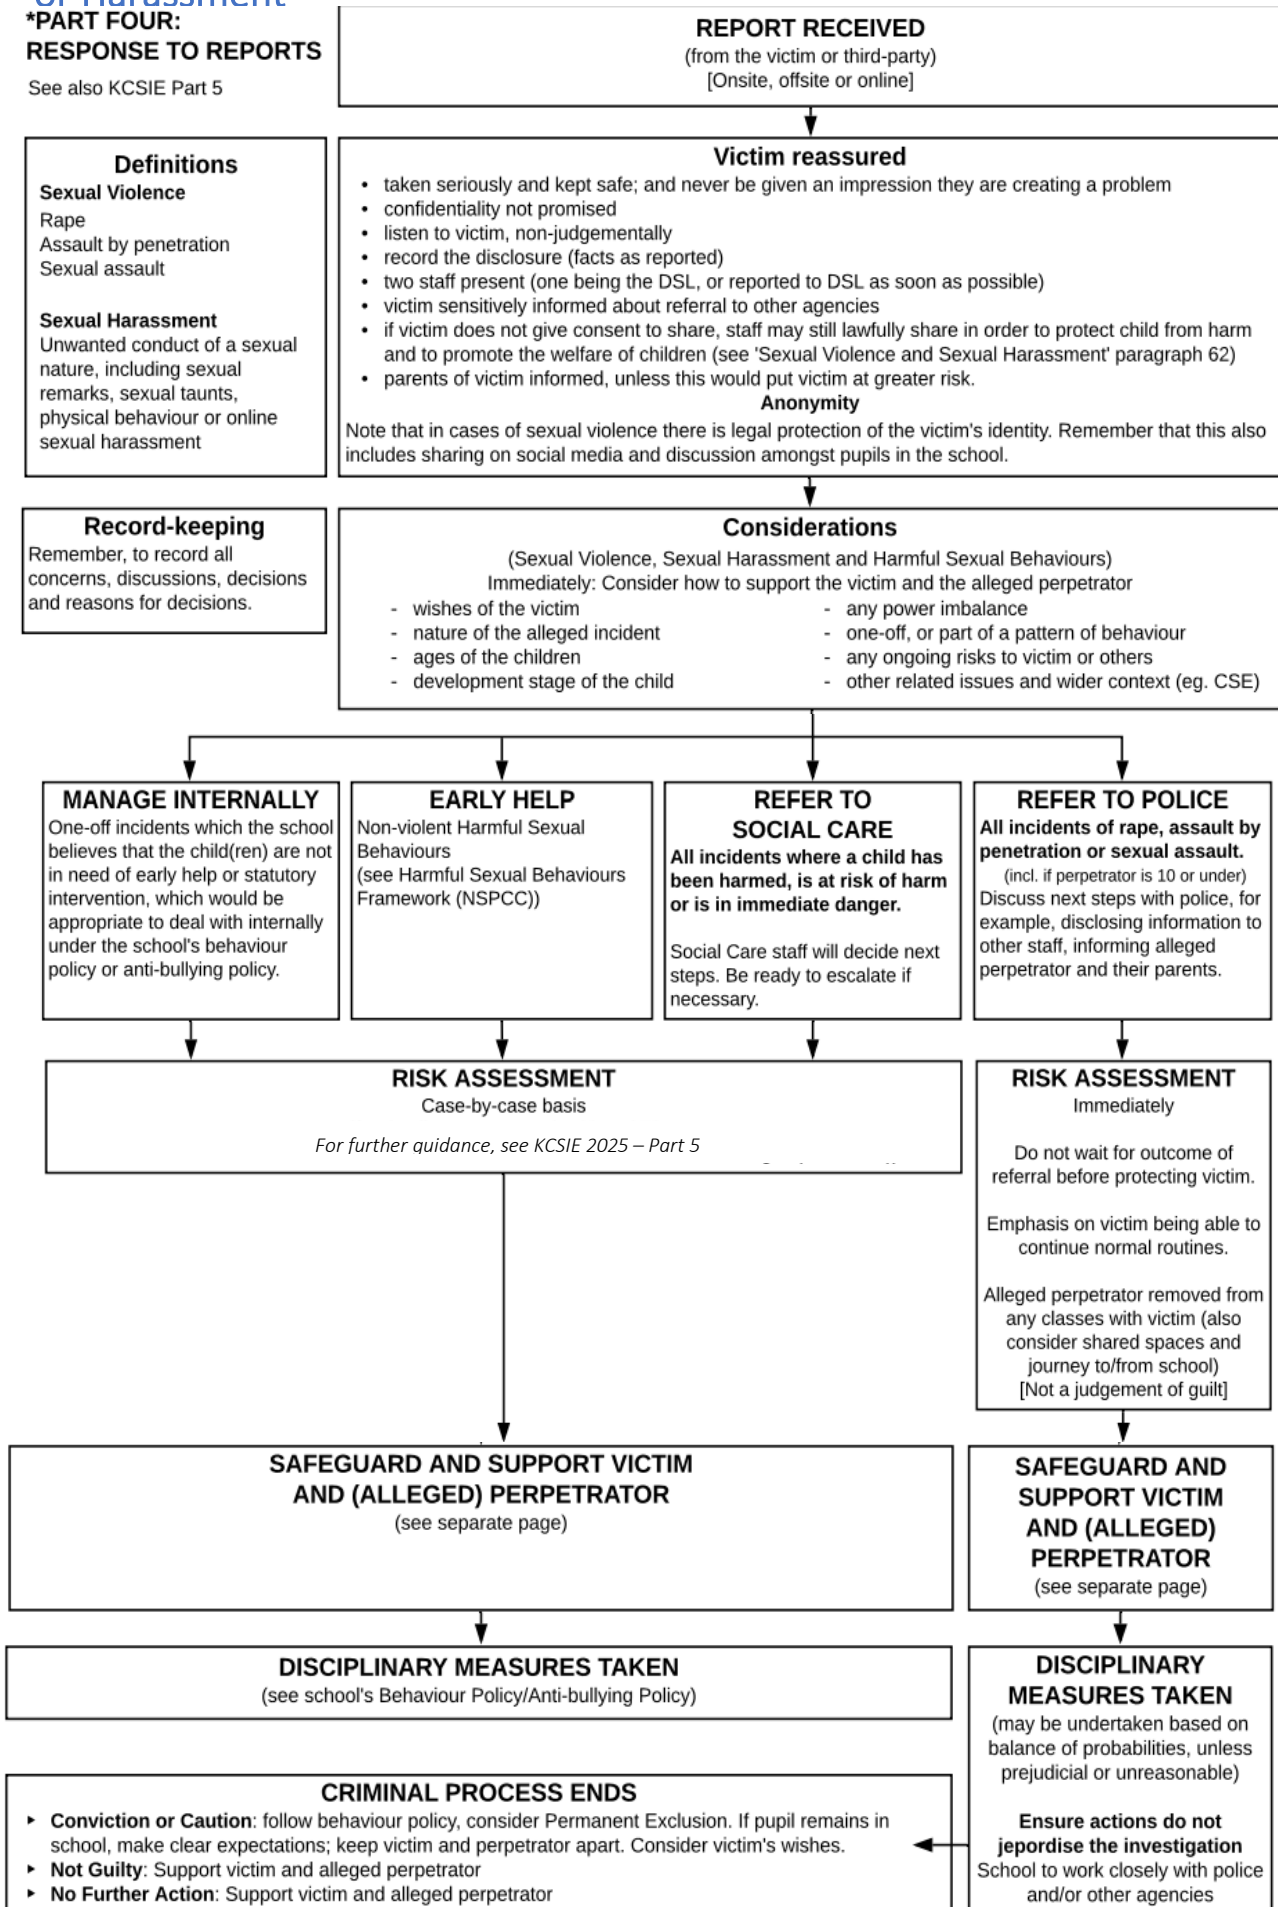 or Harassment
*PART FOUR:
RESPONSE TO REPORTS
See also KCSIE Part 5
REPORT RECEIVED
(from the victim or third-party)
[Onsite, offsite or online]
Definitions
Sexual Violence
Rape
Assault by penetration
Sexual assault
Sexual Harassment
Unwanted conduct of a sexual
nature, including sexual
remarks, sexual taunts,
physical behaviour or online
sexual harassment
Victim reassured
• taken seriously and kept safe; and never be given an impression they are creating a problem
• confidentiality not promised
• listen to victim, non-judgementally
• record the disclosure (facts as reported)
• two staff present (one being the DSL, or reported to DSL as soon as possible)
• victim sensitively informed about referral to other agencies
• if victim does not give consent to share, staff may still lawfully share in order to protect child from harm
and to promote the welfare of children (see 'Sexual Violence and Sexual Harassment' paragraph 62)
• parents of victim informed, unless this would put victim at greater risk.
Anonymity
Note that in cases of sexual violence there is legal protection of the victim's identity. Remember that this also
includes sharing on social media and discussion amongst pupils in the school.
Record-keeping
Remember, to record all
concerns, discussions, decisions
and reasons for decisions.
Considerations
(Sexual Violence, Sexual Harassment and Harmful Sexual Behaviours)
Immediately: Consider how to support the victim and the alleged perpetrator
- wishes of the victim
- nature of the alleged incident
- ages of the children
- development stage of the child
- any power imbalance
- one-off, or part of a pattern of behaviour
- any ongoing risks to victim or others
- other related issues and wider context (eg. CSE)
MANAGE INTERNALLY
One-off incidents which the school
believes that the child(ren) are not
in need of early help or statutory
intervention, which would be
appropriate to deal with internally
under the school's behaviour
policy or anti-bullying policy.
EARLY HELP
Non-violent Harmful Sexual
Behaviours
(see Harmful Sexual Behaviours
Framework (NSPCC))
REFER TO
SOCIAL CARE
All incidents where a child has
been harmed, is at risk of harm
or is in immediate danger.
Social Care staff will decide next
steps. Be ready to escalate if
necessary.
REFER TO POLICE
All incidents of rape, assault by
penetration or sexual assault.
(incl. if perpetrator is 10 or under)
Discuss next steps with police, for
example, disclosing information to
other staff, informing alleged
perpetrator and their parents.
RISK ASSESSMENT
Case-by-case basis
For further guidance, see KCSIE 2025 – Part 5
RISK ASSESSMENT
Immediately
Do not wait for outcome of
referral before protecting victim.
Emphasis on victim being able to
continue normal routines.
Alleged perpetrator removed from
any classes with victim (also
consider shared spaces and
journey to/from school)
[Not a judgement of guilt]
SAFEGUARD AND SUPPORT VICTIM
AND (ALLEGED) PERPETRATOR
(see separate page)
SAFEGUARD AND
SUPPORT VICTIM
AND (ALLEGED)
PERPETRATOR
(see separate page)
DISCIPLINARY MEASURES TAKEN
(see school's Behaviour Policy/Anti-bullying Policy)
DISCIPLINARY
MEASURES TAKEN
(may be undertaken based on
balance of probabilities, unless
prejudicial or unreasonable)
Ensure actions do not
jepordise the investigation
School to work closely with police
and/or other agencies
CRIMINAL PROCESS ENDS
‣ Conviction or Caution: follow behaviour policy, consider Permanent Exclusion. If pupil remains in
school, make clear expectations; keep victim and perpetrator apart. Consider victim's wishes.
‣ Not Guilty: Support victim and alleged perpetrator
‣ No Further Action: Support victim and alleged perpetrator